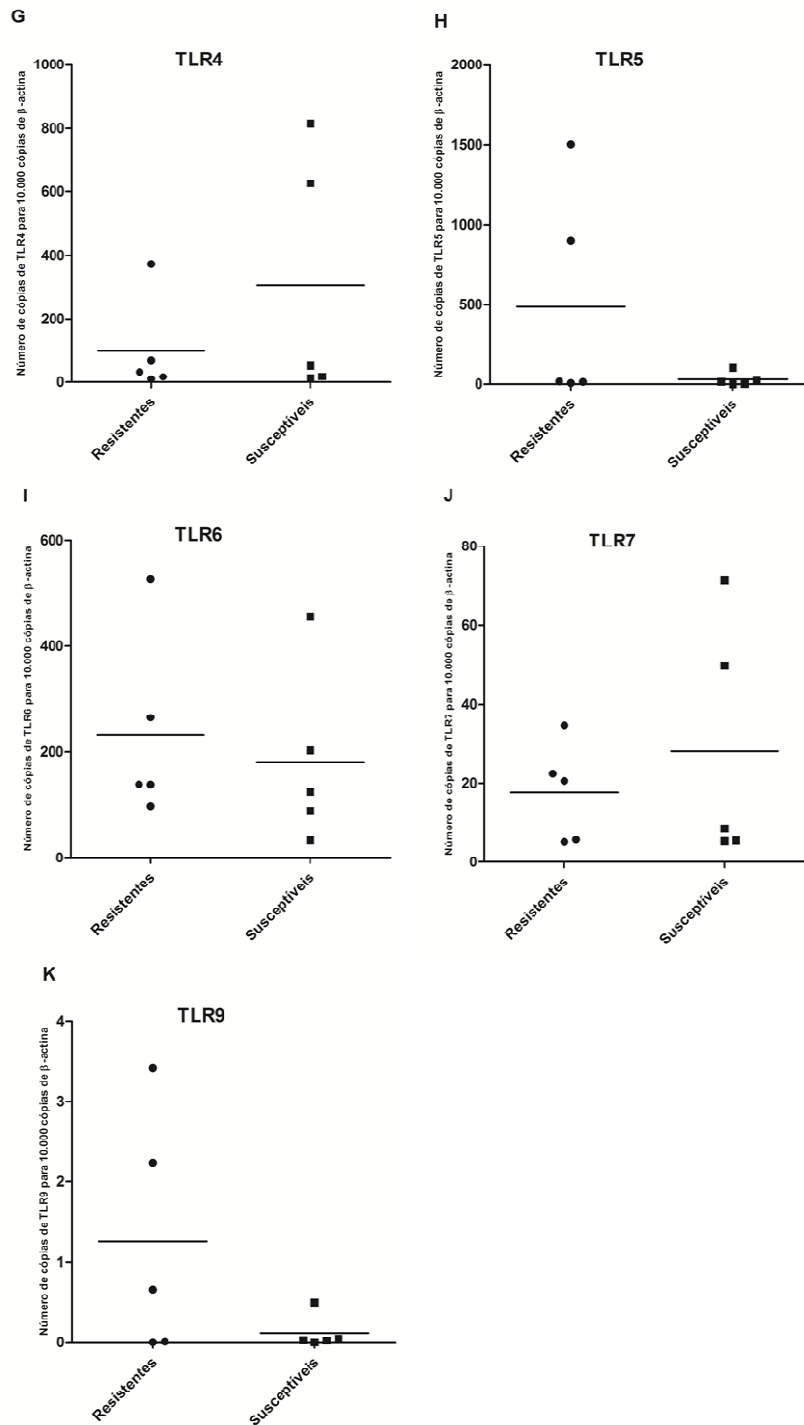 G
TLR4
Número de cópias de TLR4 para 10.000 cópias de β-actina
1000
800
600
400
200
0
Resistentes
Susceptíveis
H
TLR5
Número de cópias de TLR5 para 10.000 cópias de β-actina
2000
1500
1000
500
0
Resistentes
Susceptíveis
I
TLR6
Número de cópias de TLR6 para 10.000 cópias de β-actina
600
400
200
0
Resistentes
Susceptíveis
J
TLR7
Número de cópias de TLR7 para 10.000 cópias de β-actina
80
60
40
20
0
Resistentes
Susceptíveis
K
TLR9
Número de cópias de TLR9 para 10.000 cópias de β-actina
4
3
2
1
0
Resistentes
Susceptíveis